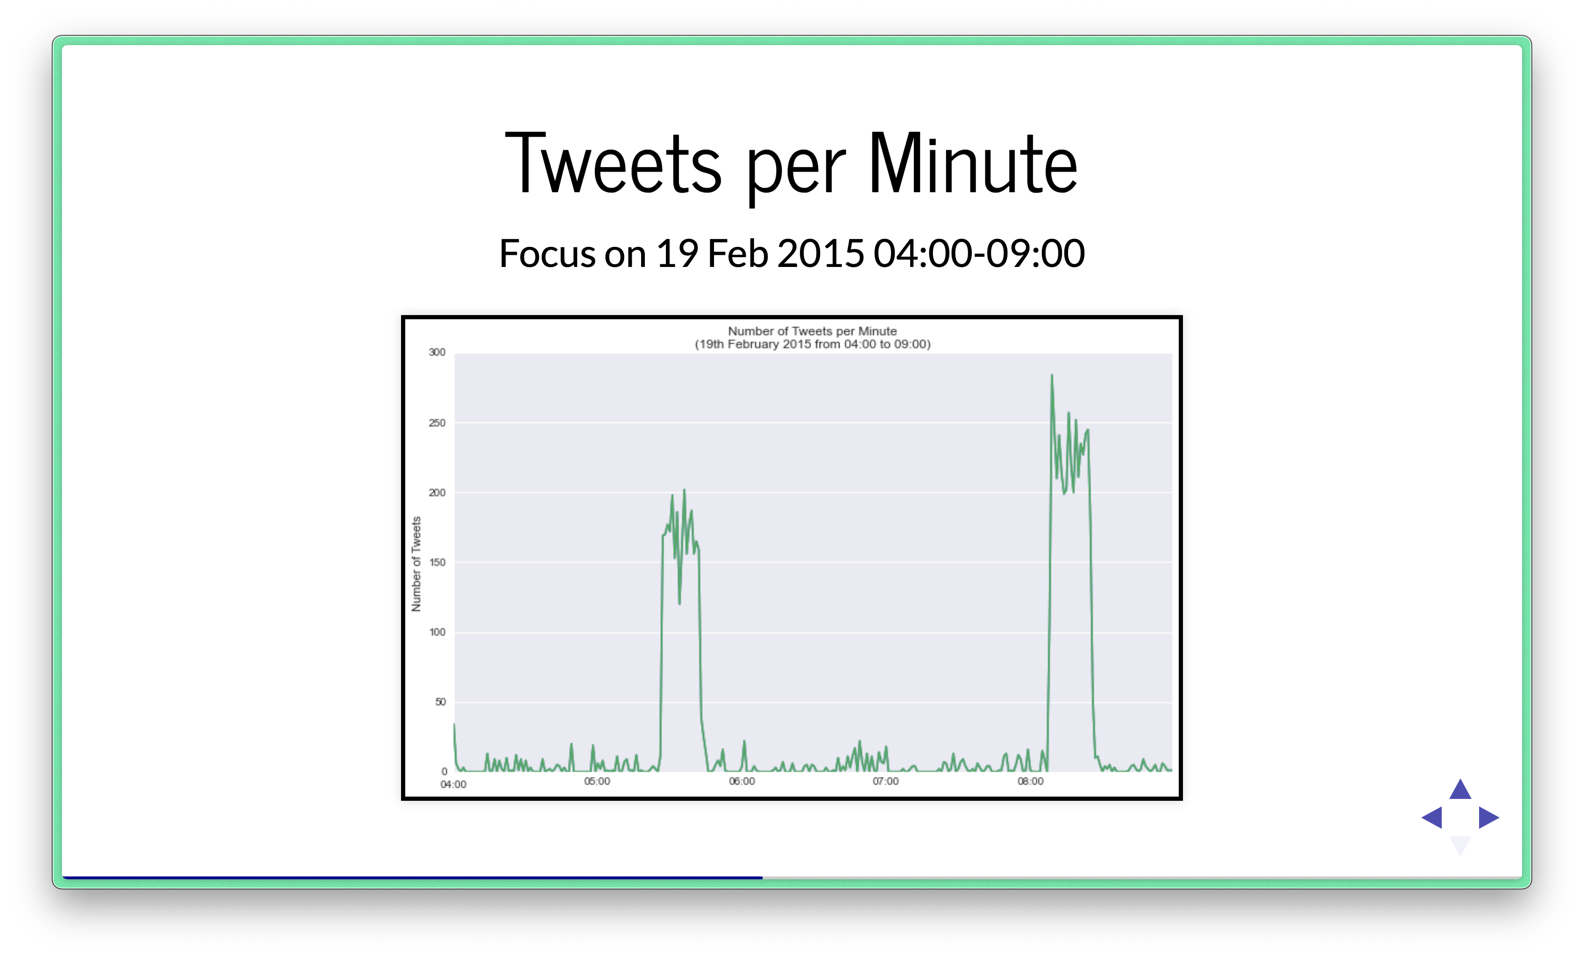 Tweets per Minute
Focus on 19 Feb 2015 04:00-09:00
Number of Tweets per Minute
(19th February 2015 from 04:00 to 09:00)
300
250
200
150
100
50
0
Number of Tweets
04:00
05:00
06:00
07:00
08:00